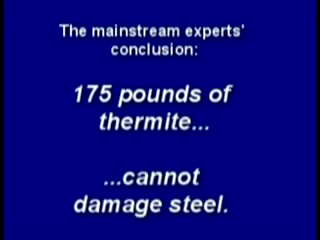 The mainstream experts'
conclusion:
175 pounds of
thermite...
...cannot
damage steel.